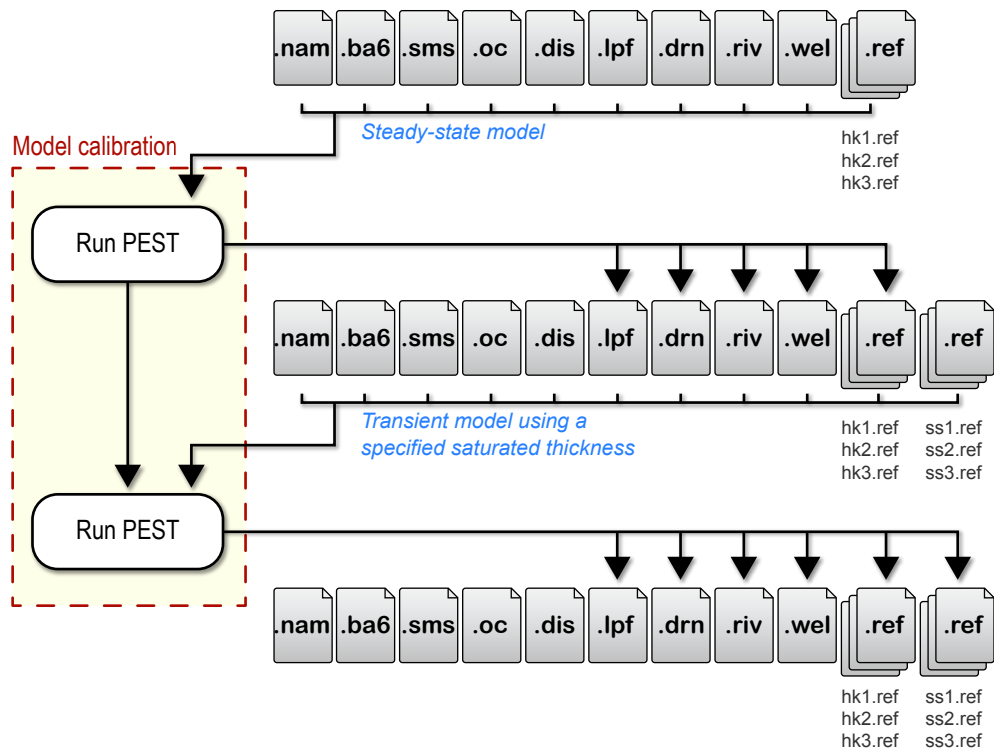 .nam .ba6 .sms .oc .dis .lpf .drn .riv .wel .ref
Steady-state model
hk1.ref
hk2.ref
hk3.ref
Model calibration
Run PEST
.nam .ba6 .sms .oc .dis .lpf .drn .riv .wel .ref .ref
Transient model using a
specified saturated thickness
hk1.ref ss1.ref
hk2.ref ss2.ref
hk3.ref ss3.ref
Run PEST
.nam .ba6 .sms .oc .dis .lpf .drn .riv .wel .ref .ref
hk1.ref ss1.ref
hk2.ref ss2.ref
hk3.ref ss3.ref